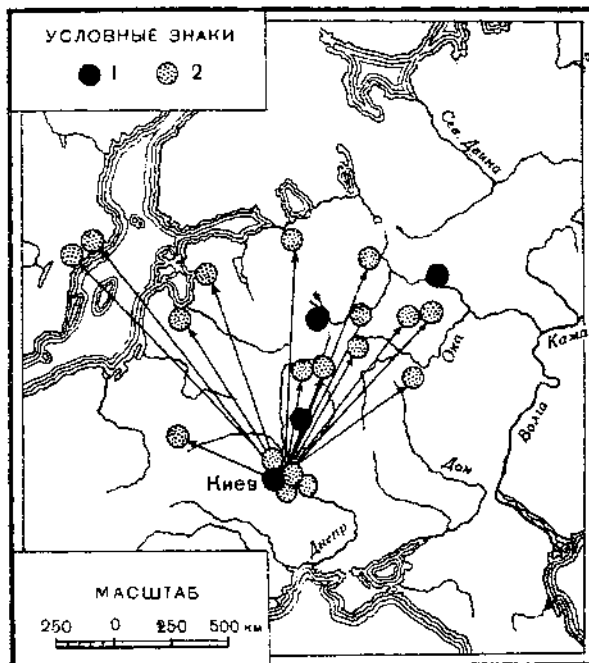 УСЛОВНЫЕ ЗНАКИ
1 2
Сев. Двина
Кама
Ока
Волга
Дон
Киев
Днепр
МАСШТАБ
250 0 250 500 км